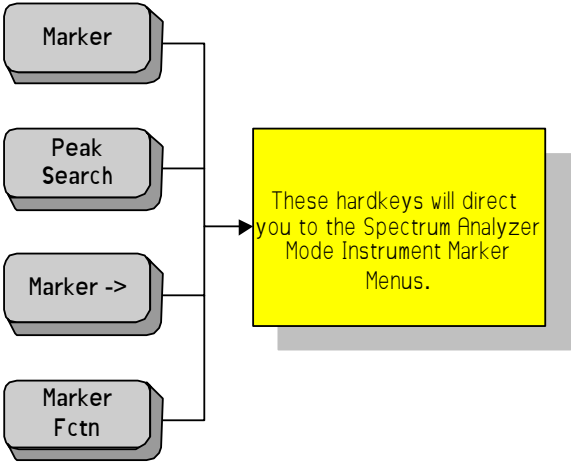 Marker
Peak
Search
Marker ->
Marker
Fctn
These hardkeys will direct
you to the Spectrum Analyzer
Mode Instrument Marker
Menus.